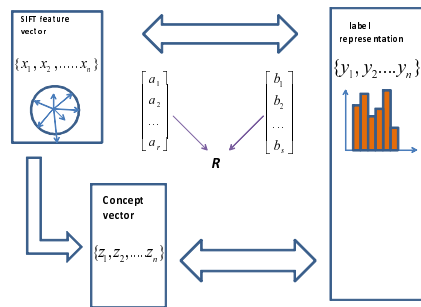 SIFT feature
vector
{x1, x2, .....xn}
label
representation
{y1, y2....yn}
a1
a2
...
ar
b1
b2
...
bs
R
Concept
vector
{z1,z2,....zn}